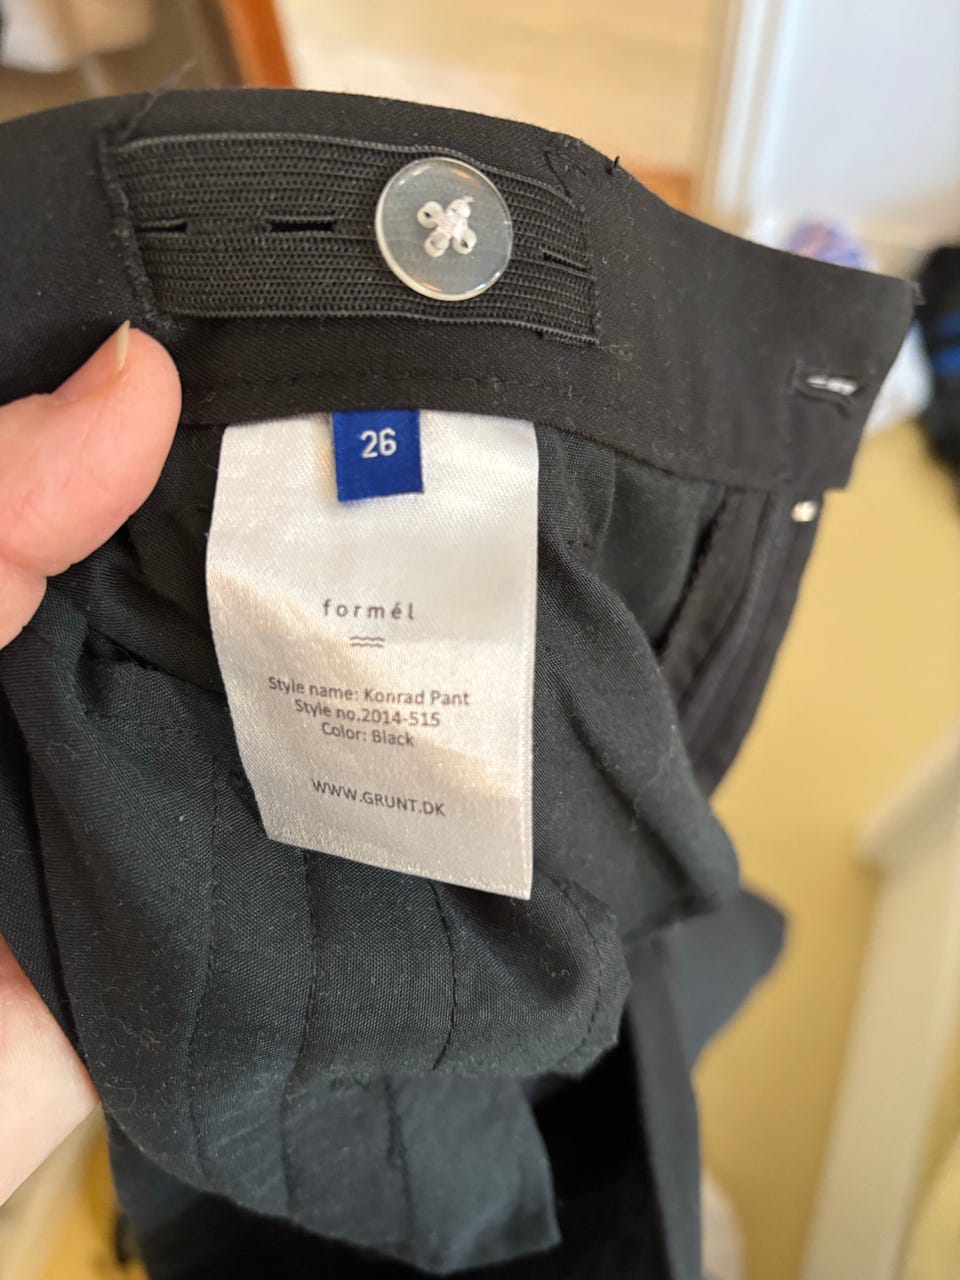 26
formél
Style name: Konrad Pant
Style no.2014-515
Color: Black
WWW.GRUNT.DK